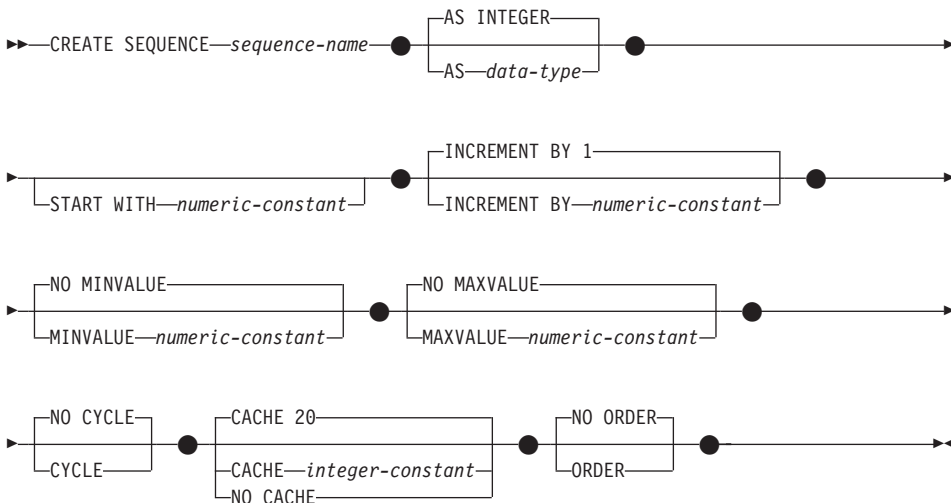 AS INTEGER
CREATE SEQUENCE sequence-name
AS data-type
INCREMENT BY 1
START WITH numeric-constant
INCREMENT BY numeric-constant
NO MINVALUE
NO MAXVALUE
MINVALUE numeric-constant
MAXVALUE numeric-constant
NO CYCLE
CACHE 20
NO ORDER
CYCLE
CACHE integer-constant
ORDER
NO CACHE